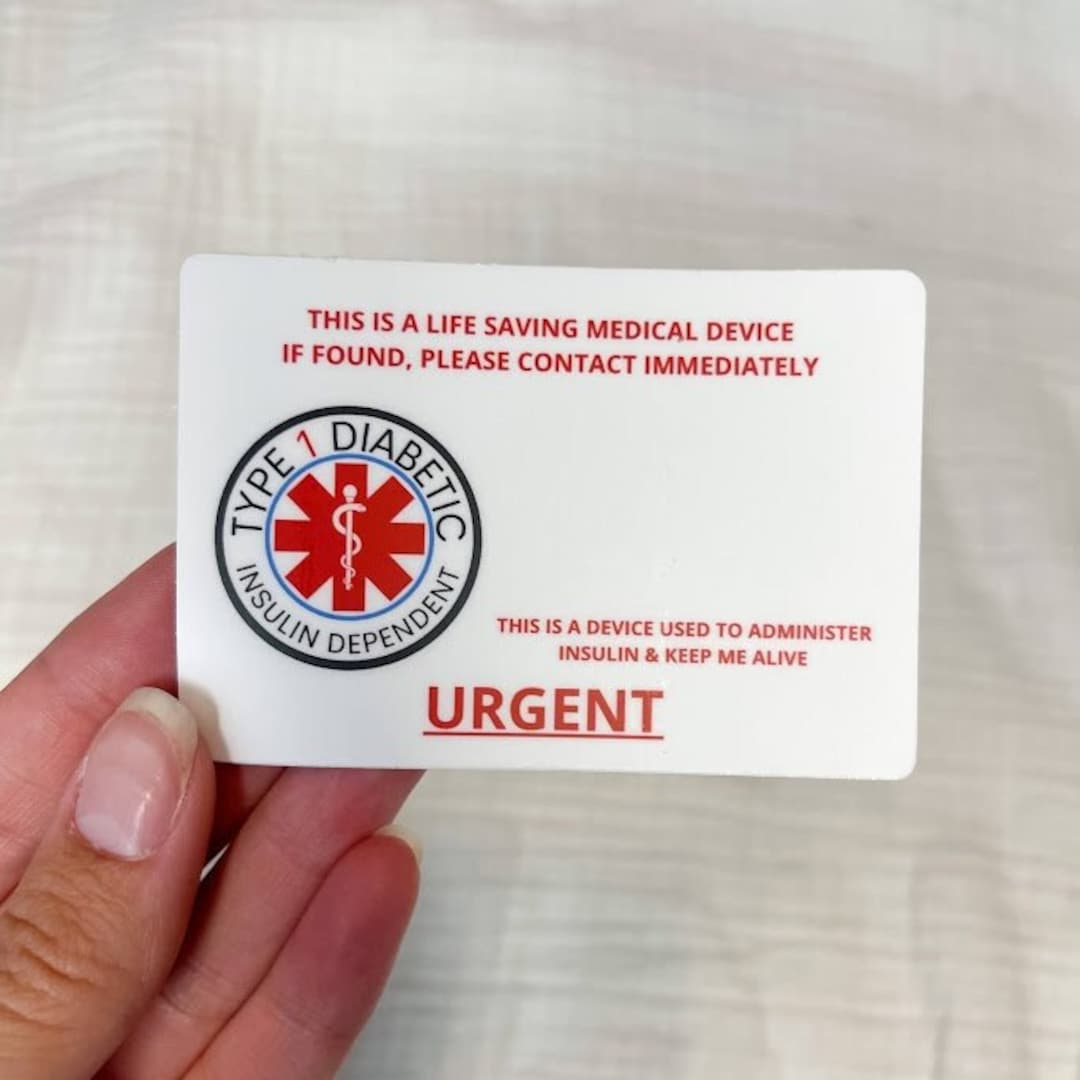 THIS IS A LIFE SAVING MEDICAL DEVICE
IF FOUND, PLEASE CONTACT IMMEDIATELY
TYPE 1 DIABETIC
INSULIN DEPENDENT
THIS IS A DEVICE USED TO ADMINISTER
INSULIN & KEEP ME ALIVE
URGENT